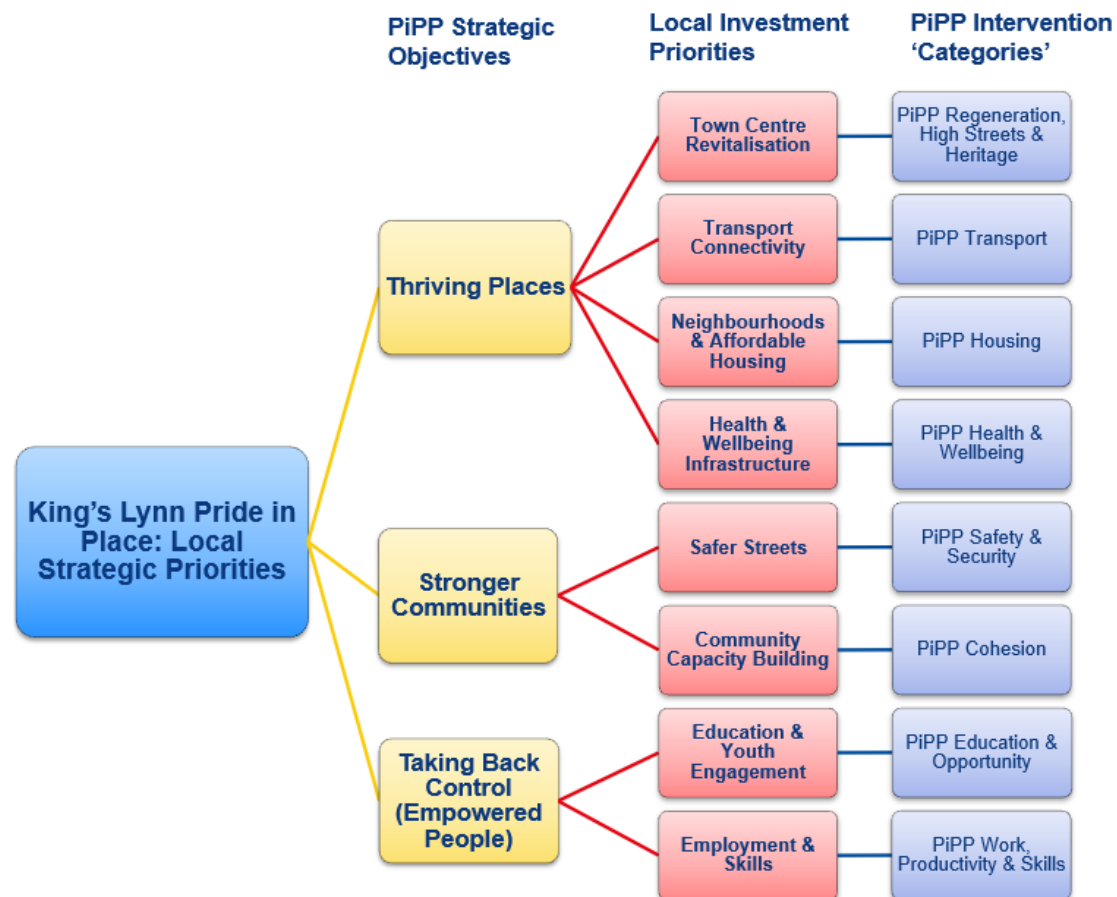 PiPP Strategic
Objectives
Local Investment
Priorities
PiPP Intervention
‘Categories’
King’s Lynn Pride in
Place: Local
Strategic Priorities
Thriving Places
Town Centre
Revitalisation
PiPP Regeneration,
High Streets &
Heritage
Transport
Connectivity
PiPP Transport
Neighbourhoods
& Affordable
Housing
PiPP Housing
Health &
Wellbeing
Infrastructure
PiPP Health &
Wellbeing
Stronger
Communities
Safer Streets
PiPP Safety &
Security
Community
Capacity Building
PiPP Cohesion
Taking Back
Control
(Empowered
People)
Education &
Youth
Engagement
PiPP Education &
Opportunity
Employment &
Skills
PiPP Work,
Productivity & Skills